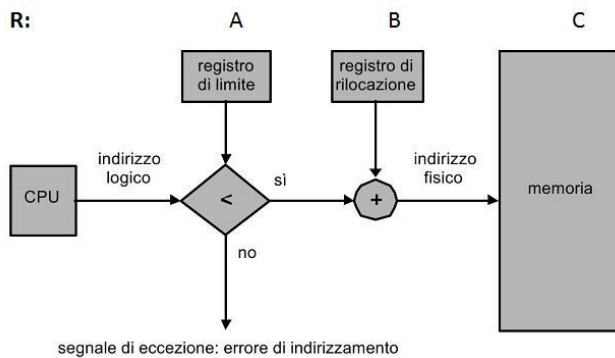 R:
A
B
C
registro
di limite
registro di
rilocazione
CPU
indirizzo
logico
<
sì
+
indirizzo
fisico
memoria
no
segnale di eccezione: errore di indirizzamento